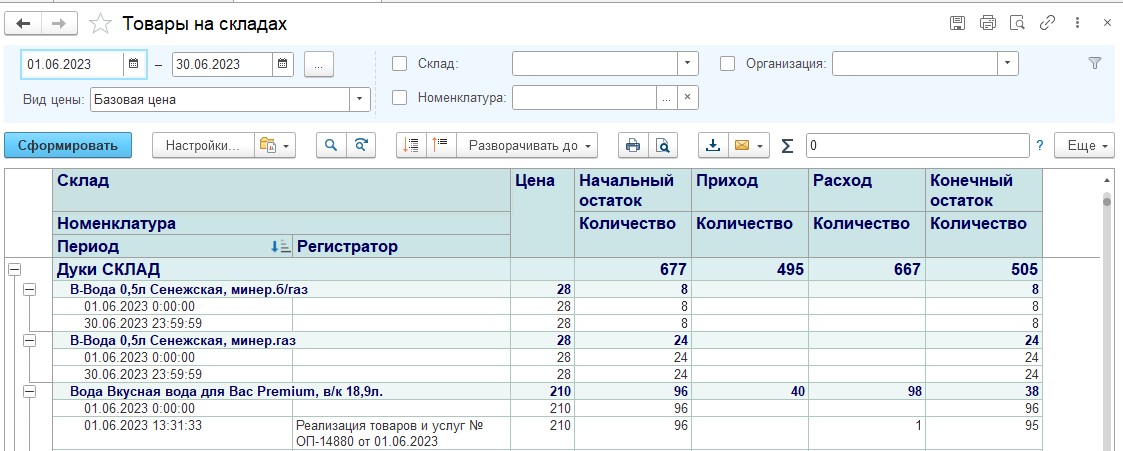 Товары на складах
01.06.2023 – 30.06.2023 ... Склад: Организация:
Вид цены: Базовая цена Номенклатура: ... ×
Сформировать Настройки... Разворачивать до Σ 0 ? Еще
Склад Цена Начальный остаток Приход Расход Конечный остаток
Номенклатура Количество Количество Количество Количество
Период Регистратор
Дуки СКЛАД 677 495 667 505
В-Вода 0,5л Сенежская, минер.б/газ 28 8 8
01.06.2023 0:00:00 28 8 8
30.06.2023 23:59:59 28 8 8
В-Вода 0,5л Сенежская, минер.газ 28 24 24
01.06.2023 0:00:00 28 24 24
30.06.2023 23:59:59 28 24 24
Вода Вкусная вода для Вас Premium, в/к 18,9л. 210 96 40 98 38
01.06.2023 0:00:00 210 96 96
01.06.2023 13:31:33 Реализация товаров и услуг № 210 96 1 95
ОП-14880 от 01.06.2023